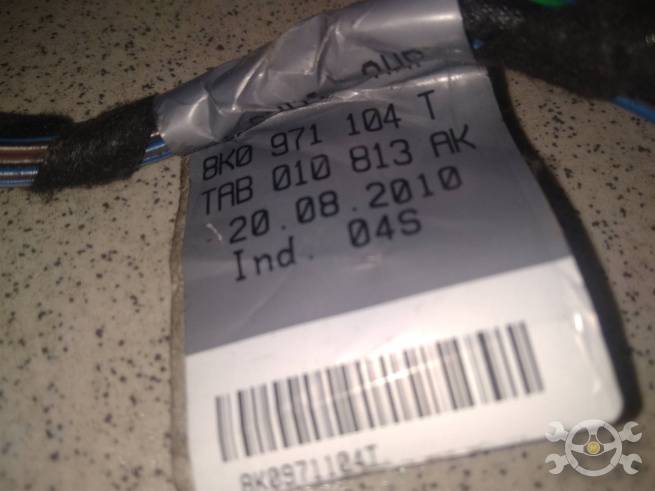 8K0 971 104 T
TAB 010 813 AK
20.08.2010
Ind. 04S
8K0971104T